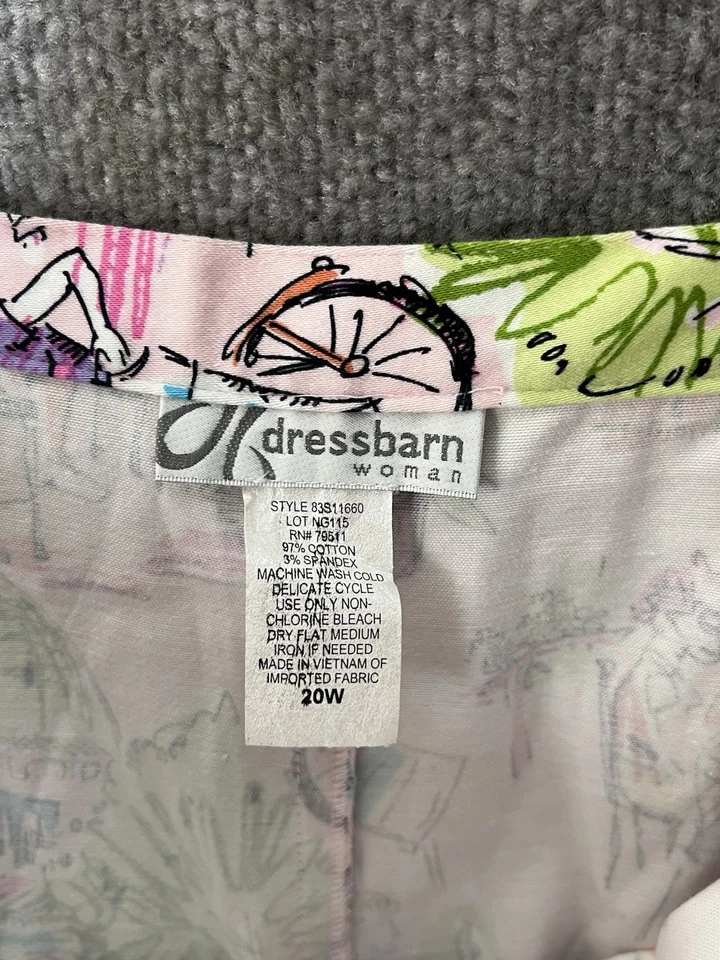 dressbarn
woman
STYLE 83S11660
LOT NG115
RN# 79511
97% COTTON
3% SPANDEX
MACHINE WASH COLD
DELICATE CYCLE
USE ONLY NON-
CHLORINE BLEACH
DRY FLAT MEDIUM
IRON IF NEEDED
MADE IN VIETNAM OF
IMPORTED FABRIC
20W